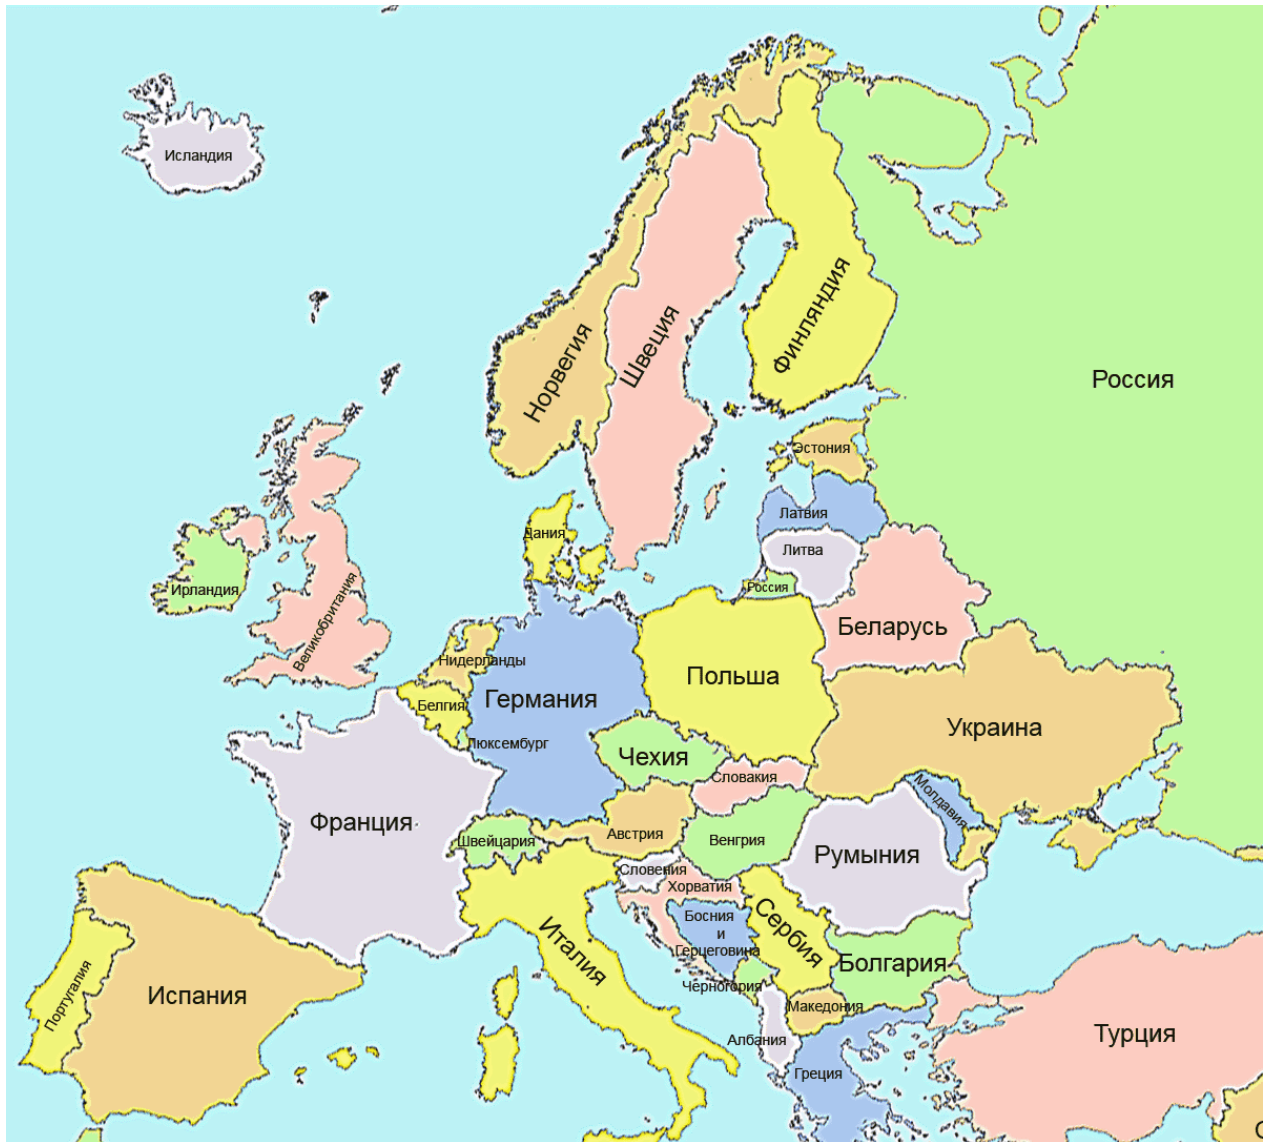 Исландия
Норвегия
Швеция
Финляндия
Россия
Эстония
Латвия
Литва
Россия
Дания
Ирландия
Великобритания
Беларусь
Нидерланды
Германия
Польша
Белгия
Люксембург
Чехия
Украина
Словакия
Молдавия
Франция
Швейцария
Австрия
Венгрия
Румыния
Словения
Хорватия
Босния
и
Герцеговина
Сербия
Италия
Болгария
Черногория
Македония
Албания
Греция
Турция
Испания
Португалия